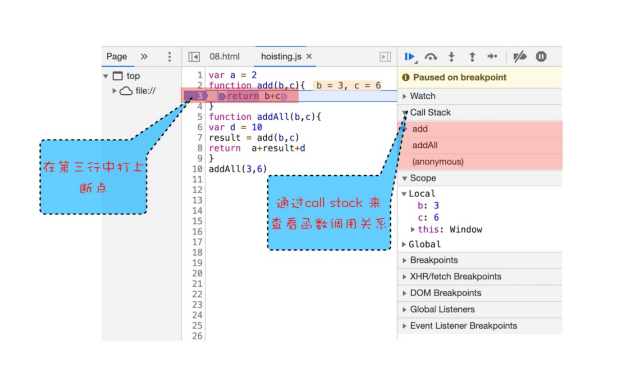 Page
08.html
hoisting.js ×
top
file://
1 var a = 2
2 function add(b,c){ b = 3, c = 6
3 return b+c
4 }
5 function addAll(b,c){
6 var d = 10
7 result = add(b,c)
8 return a+result+d
9 }
10 addAll(3,6)
11
12
13
14
15
16
17
18
19
20
21
22
23
24
25
26
在第三行中打上
断点
通过call stack 来
查看函数调用关系
Paused on breakpoint
Watch
Call Stack
add
addAll
(anonymous)
Scope
Local
b: 3
c: 6
this: Window
Global
Breakpoints
XHR/fetch Breakpoints
DOM Breakpoints
Global Listeners
Event Listener Breakpoints